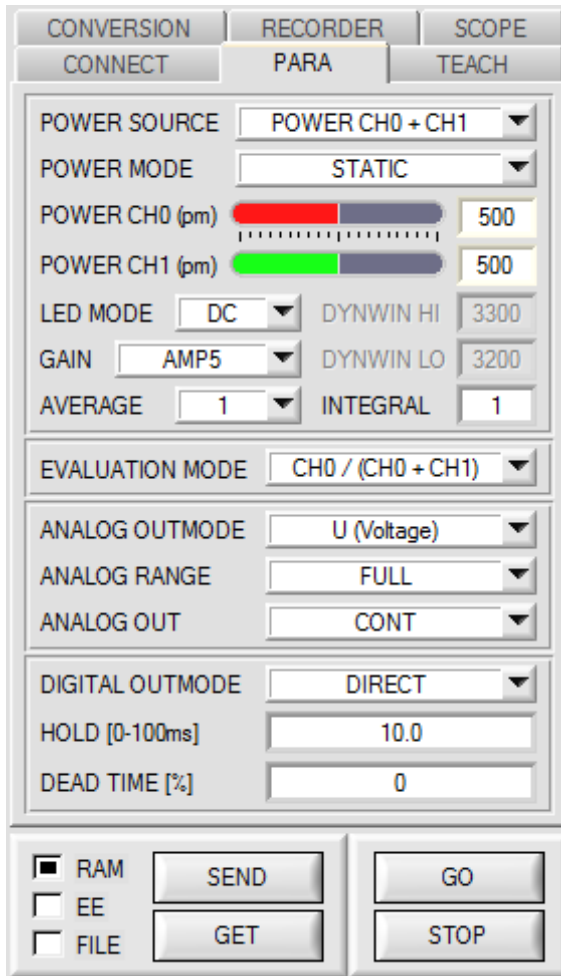 CONVERSION RECORDER SCOPE
CONNECT PARA TEACH
POWER SOURCE POWER CH0 + CH1
POWER MODE STATIC
POWER CH0 (pm) 500
POWER CH1 (pm) 500
LED MODE DC DYNWIN HI 3300
GAIN AMP5 DYNWIN LO 3200
AVERAGE 1 INTEGRAL 1
EVALUATION MODE CH0 / (CH0 + CH1)
ANALOG OUTMODE U (Voltage)
ANALOG RANGE FULL
ANALOG OUT CONT
DIGITAL OUTMODE DIRECT
HOLD [0-100ms] 10.0
DEAD TIME [%] 0
RAM SEND GO
EE
FILE GET STOP